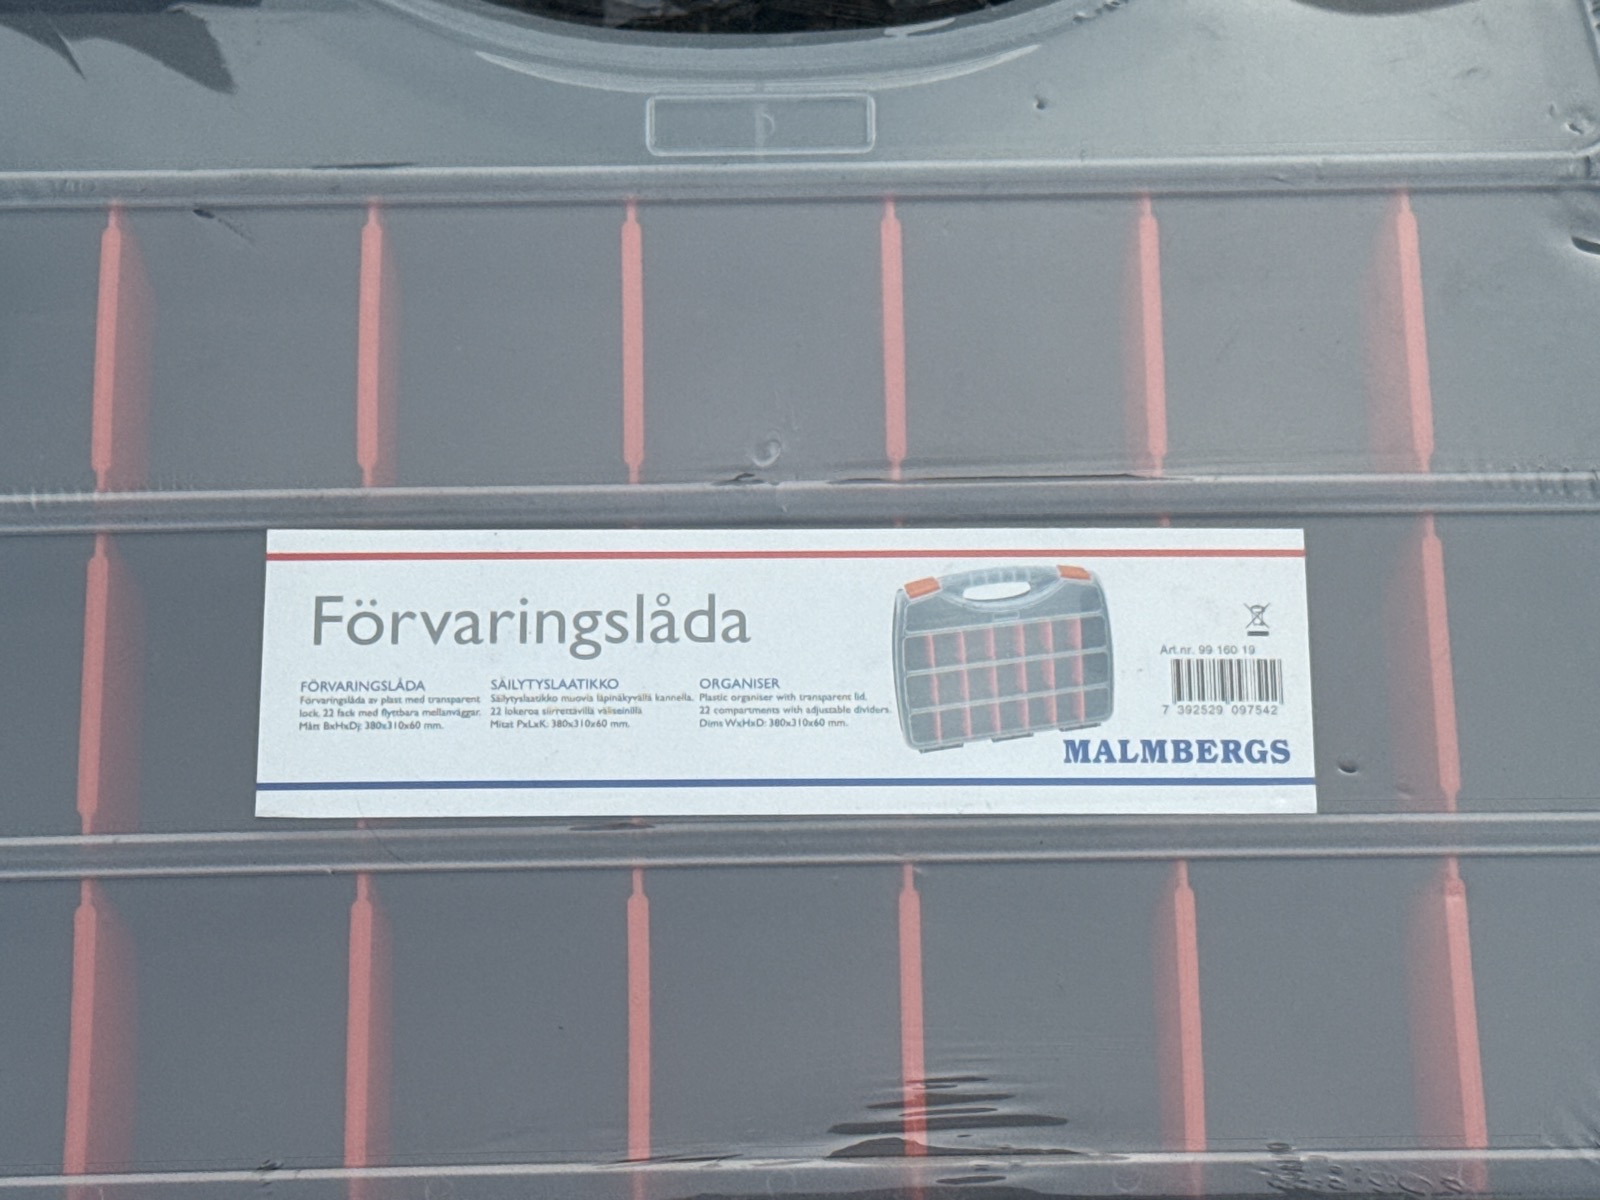 Förvaringslåda
FÖRVARINGSLÅDA
Förvaringslåda av plast med transparent
lock. 22 fack med flyttbara mellanväggar.
Mått BxHxDj: 380x310x60 mm.
SÄILYTYSLAATIKKO
Säilytyslaatikko muovia läpinäkyvällä kannella.
22 lokeroa siirrettävillä väliseinillä
Mitat PxLxK: 380x310x60 mm.
ORGANISER
Plastic organiser with transparent lid.
22 compartments with adjustable dividers.
Dims WxHxD: 380x310x60 mm.
Art.nr. 99 160 19
7 392529 097542
MALMBERGS